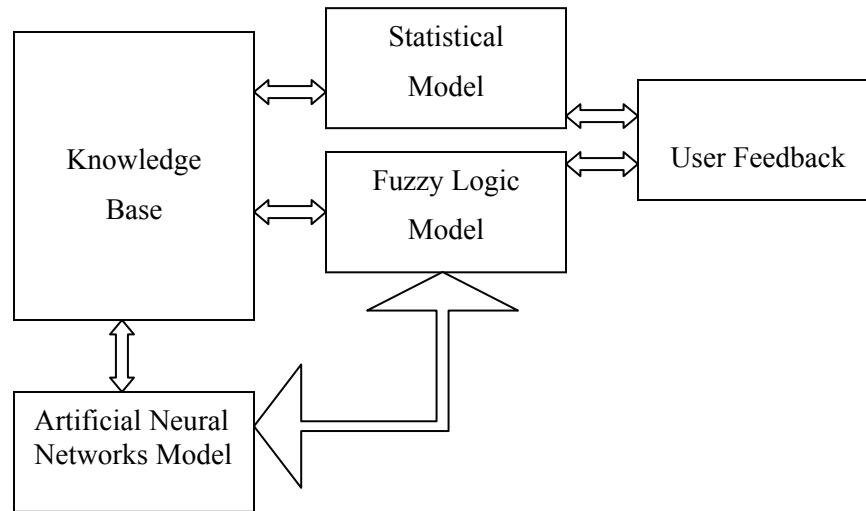 Statistical
Model
Knowledge
Base
User Feedback
Fuzzy Logic
Model
Artificial Neural
Networks Model